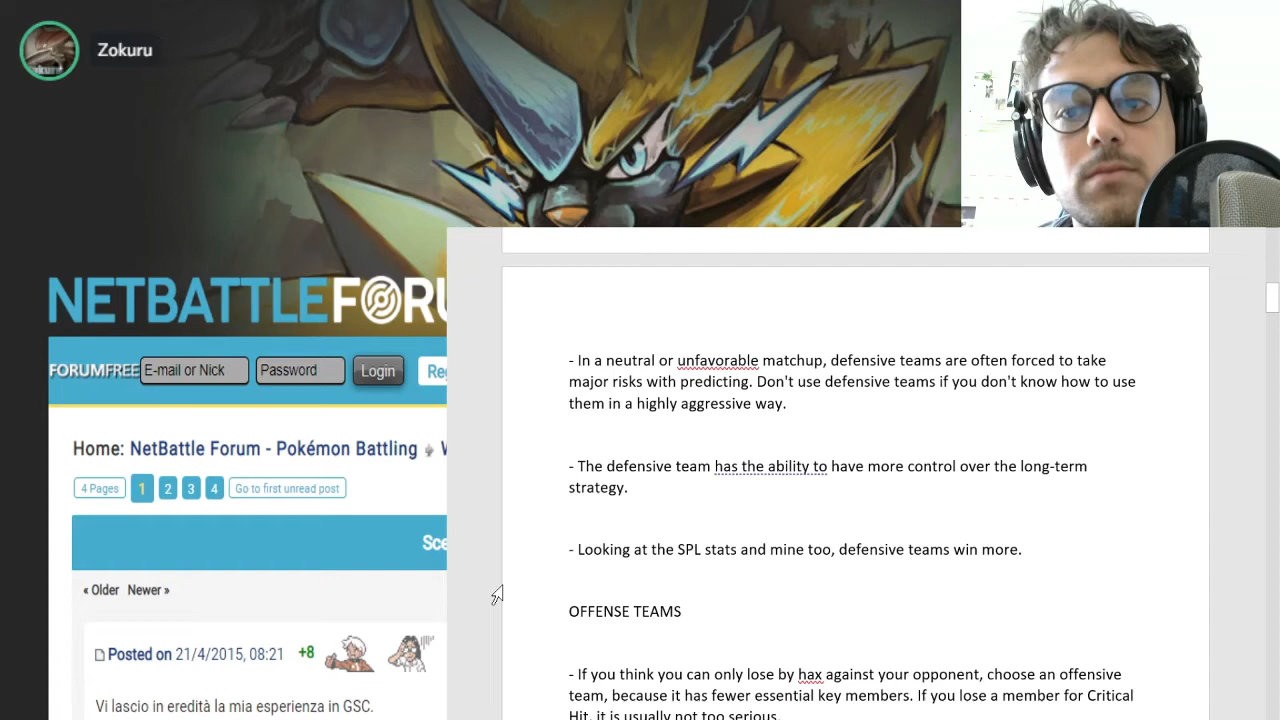 Zokuru
NETBATTLEFORU
FORUMFREE E-mail or Nick Password Login Reg
Home: NetBattle Forum - Pokémon Battling
4 Pages 1 2 3 4 Go to first unread post
Sce
« Older Newer »
Posted on 21/4/2015, 08:21 +8
Vi lascio in eredità la mia esperienza in GSC.
- In a neutral or unfavorable matchup, defensive teams are often forced to take
major risks with predicting. Don't use defensive teams if you don't know how to use
them in a highly aggressive way.
- The defensive team has the ability to have more control over the long-term
strategy.
- Looking at the SPL stats and mine too, defensive teams win more.
OFFENSE TEAMS
- If you think you can only lose by hax against your opponent, choose an offensive
team, because it has fewer essential key members. If you lose a member for Critical
Hit, it is usually not too serious.